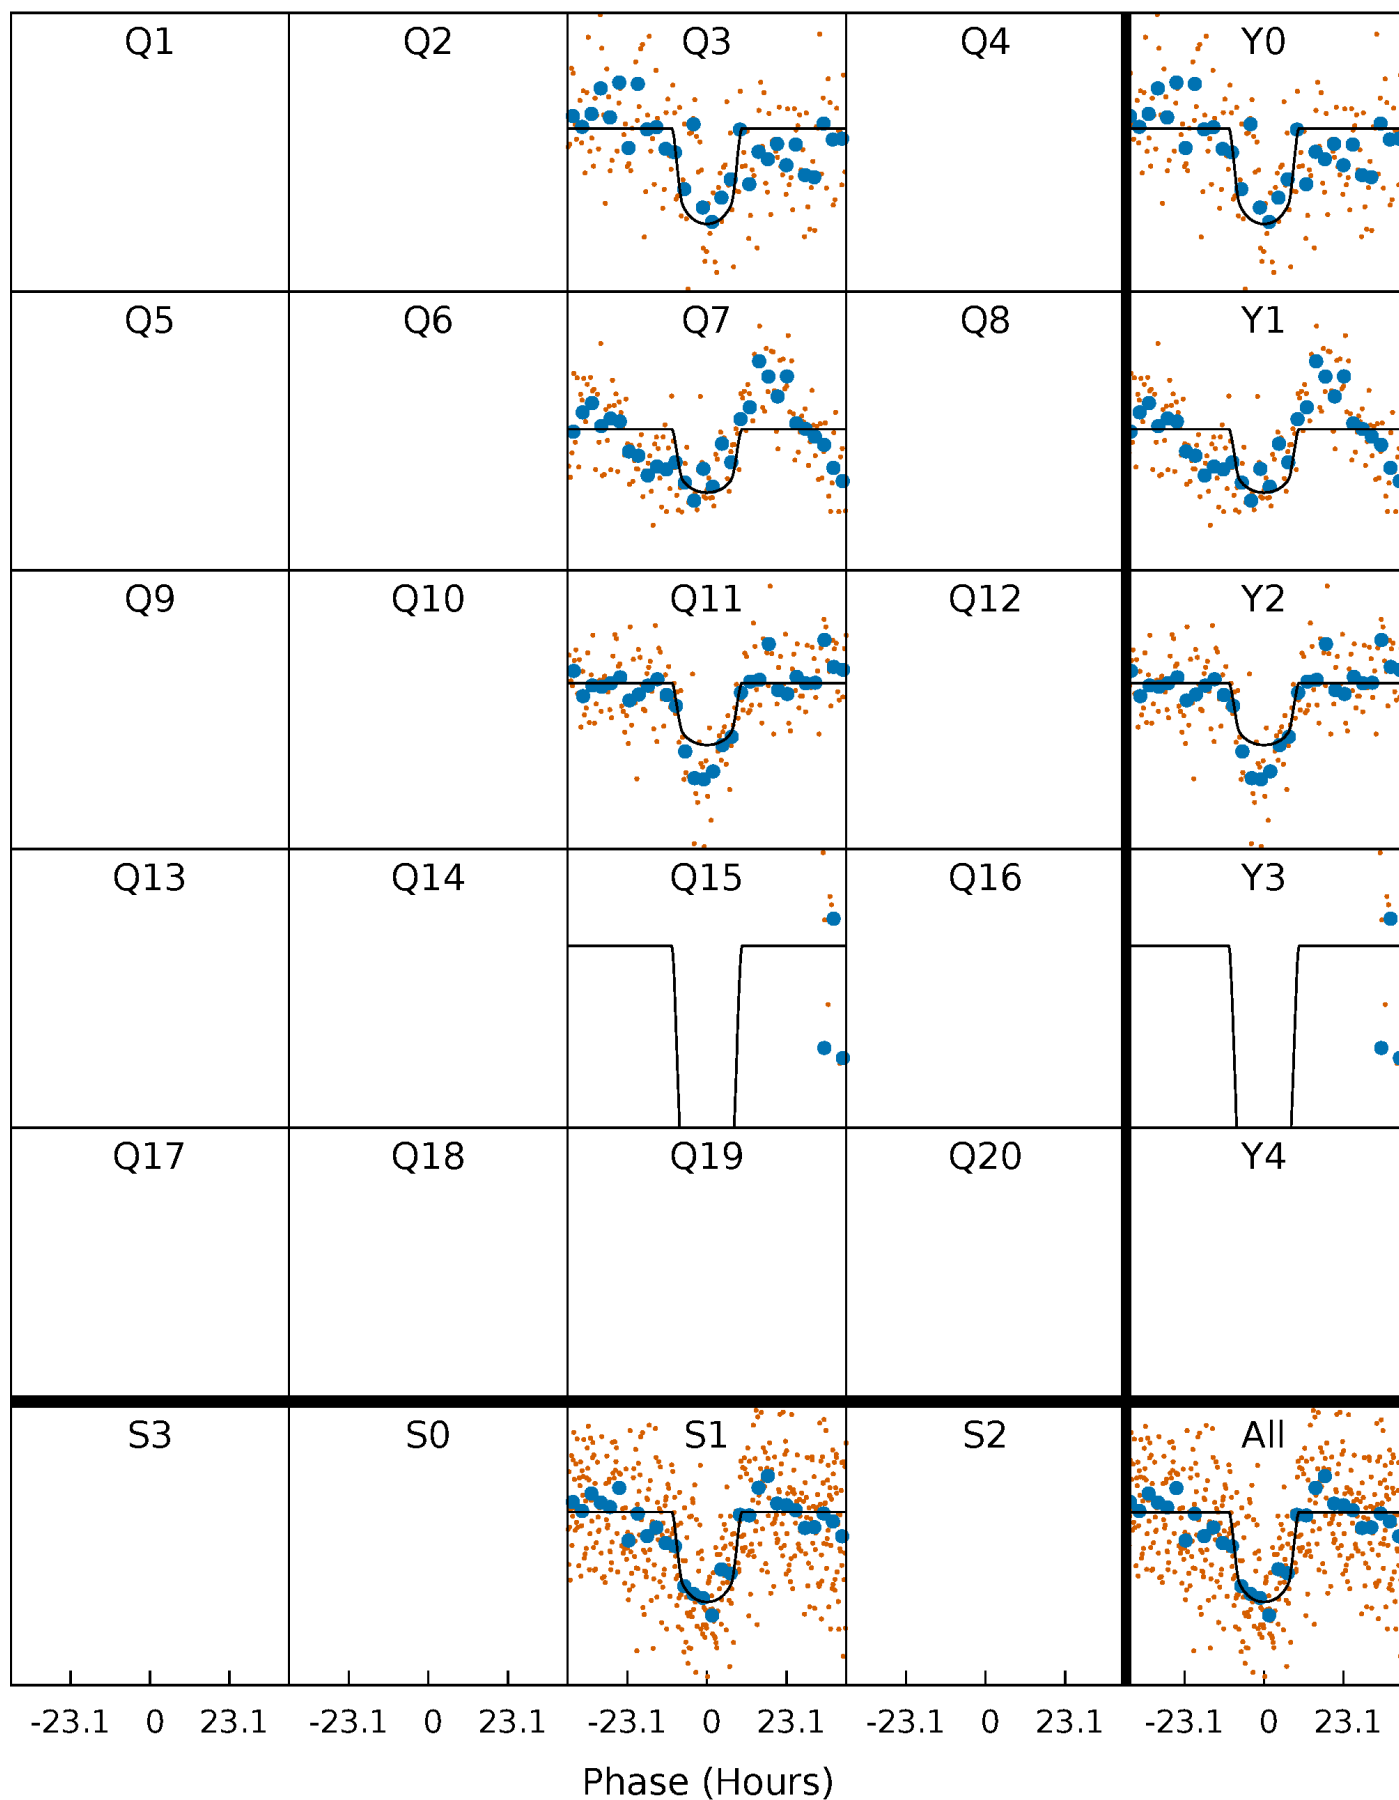 Q1 Q2 Q3 Q4 Y0
Q5 Q6 Q7 Q8 Y1
Q9 Q10 Q11 Q12 Y2
Q13 Q14 Q15 Q16 Y3
Q17 Q18 Q19 Q20 Y4
S3 S0 S1 S2 All
-23.1 0 23.1 -23.1 0 23.1 -23.1 0 23.1 -23.1 0 23.1 -23.1 0 23.1
Phase (Hours)